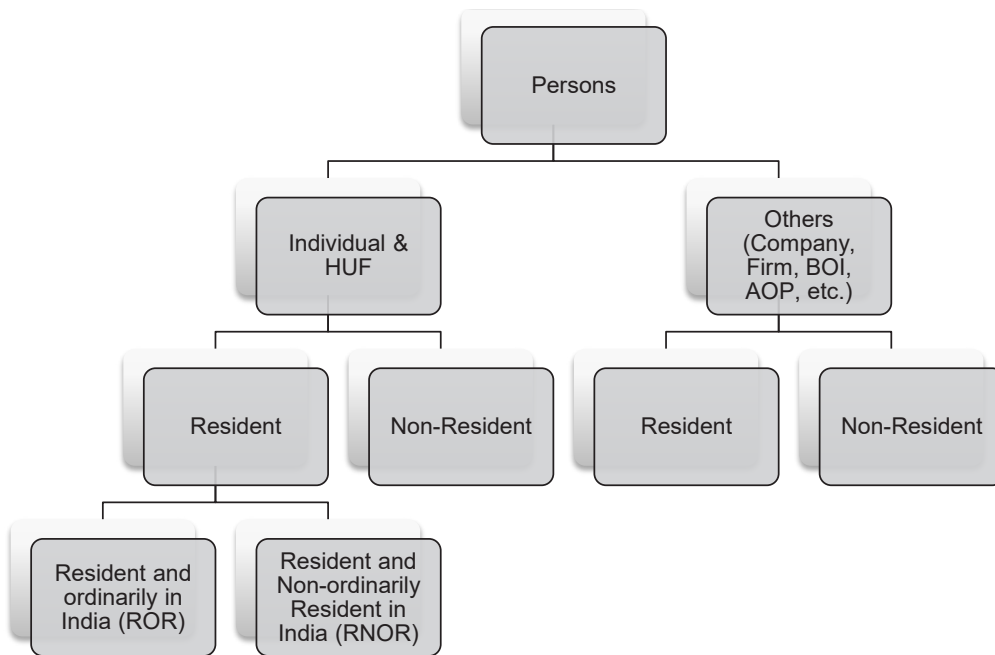 Persons
Individual &
HUF
Others
(Company,
Firm, BOI,
AOP, etc.)
Resident
Non-Resident
Resident
Non-Resident
Resident and
ordinarily in
India (ROR)
Resident and
Non-ordinarily
Resident in
India (RNOR)